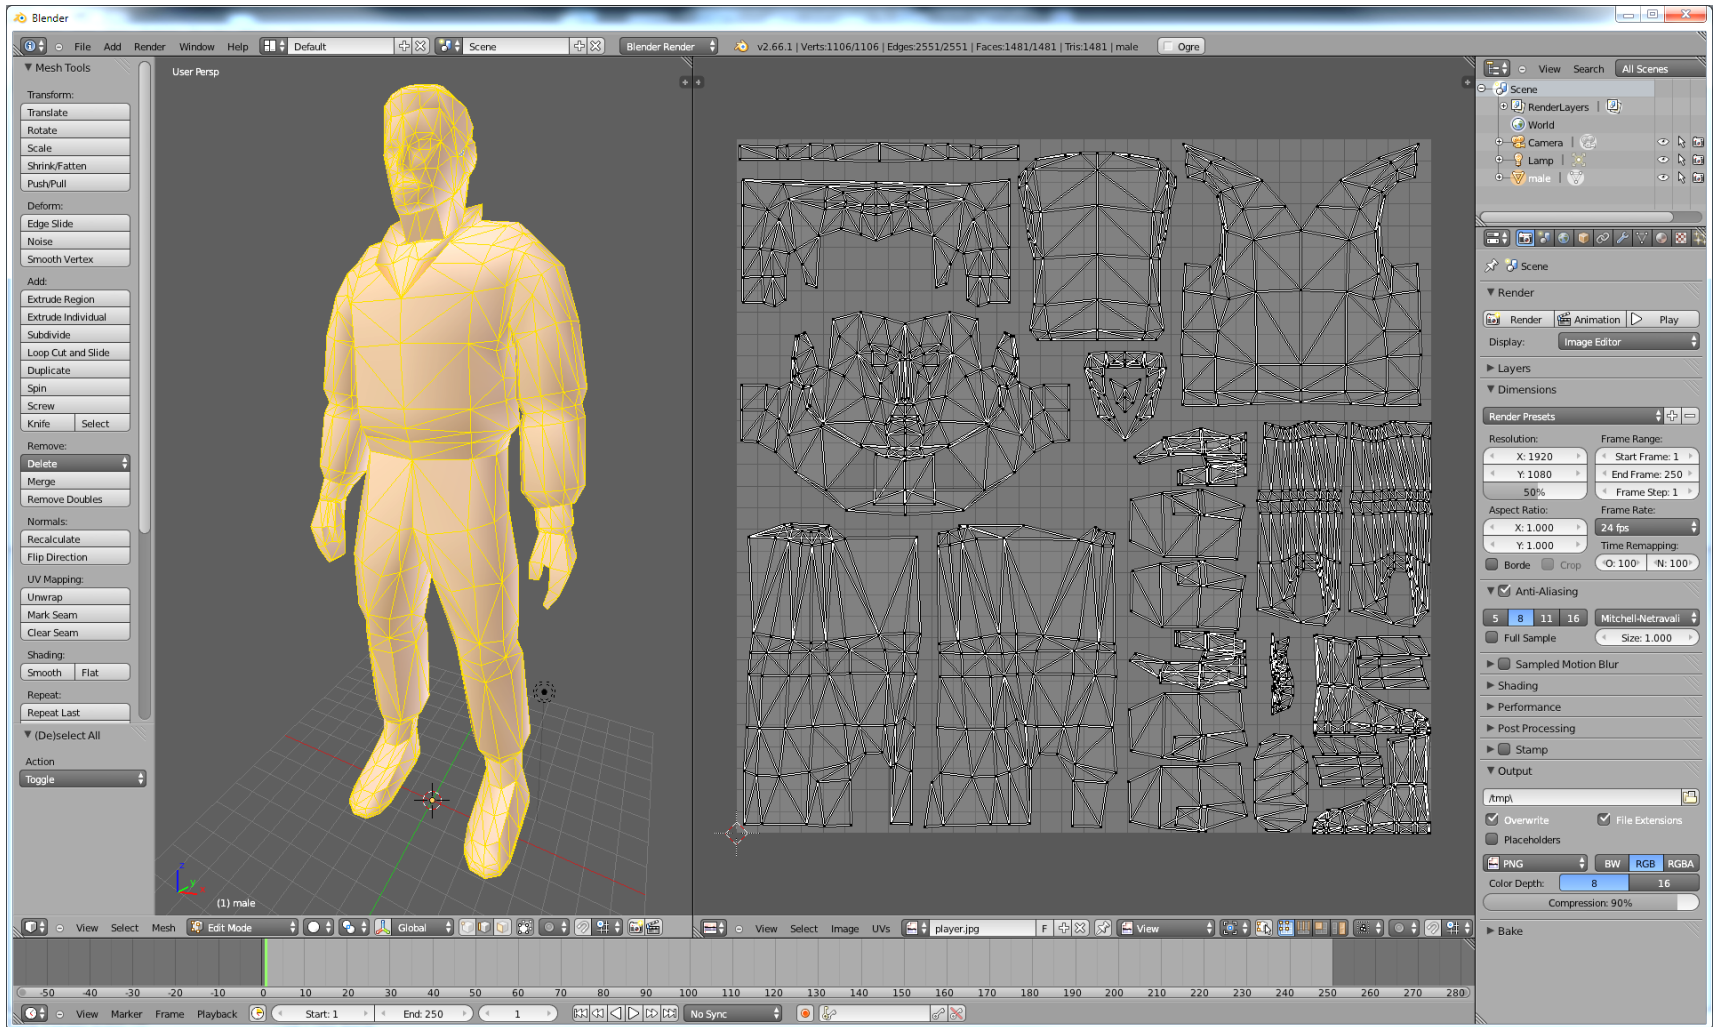 Blender
File Add Render Window Help Default Scene Blender Render v2.66.1 | Verts:1106/1106 | Edges:2551/2551 | Faces:1481/1481 | Tris:1481 | male Ogre
Mesh Tools
Transform:
Translate
Rotate
Scale
Shrink/Fatten
Push/Pull
Deform:
Edge Slide
Noise
Smooth Vertex
Add:
Extrude Region
Extrude Individual
Subdivide
Loop Cut and Slide
Duplicate
Spin
Screw
Knife Select
Remove:
Delete
Merge
Remove Doubles
Normals:
Recalculate
Flip Direction
UV Mapping:
Unwrap
Mark Seam
Clear Seam
Shading:
Smooth Flat
Repeat:
Repeat Last
(De)select All
Action
Toggle
User Persp
z
y
(1) male
View Select Mesh Edit Mode Global
View Select Image UVs player.jpg F View
View Search All Scenes
Scene
RenderLayers |
World
Camera |
Lamp |
male |
Scene
Render
Render Animation Play
Display: Image Editor
Layers
Dimensions
Render Presets
Resolution: Frame Range:
X: 1920 Start Frame: 1
Y: 1080 End Frame: 250
50% Frame Step: 1
Aspect Ratio: Frame Rate:
X: 1.000 24 fps
Y: 1.000 Time Remapping:
Borde Crop O: 100 N: 100
Anti-Aliasing
5 8 11 16 Mitchell-Netravali
Full Sample Size: 1.000
Sampled Motion Blur
Shading
Performance
Post Processing
Stamp
Output
/tmp\
Overwrite File Extensions
Placeholders
PNG BW RGB RGBA
Color Depth: 8 16
Compression: 90%
Bake
-50 -40 -30 -20 -10 0 10 20 30 40 50 60 70 80 90 100 110 120 130 140 150 160 170 180 190 200 210 220 230 240 250 260 270 280
View Marker Frame Playback Start: 1 End: 250 1 No Sync